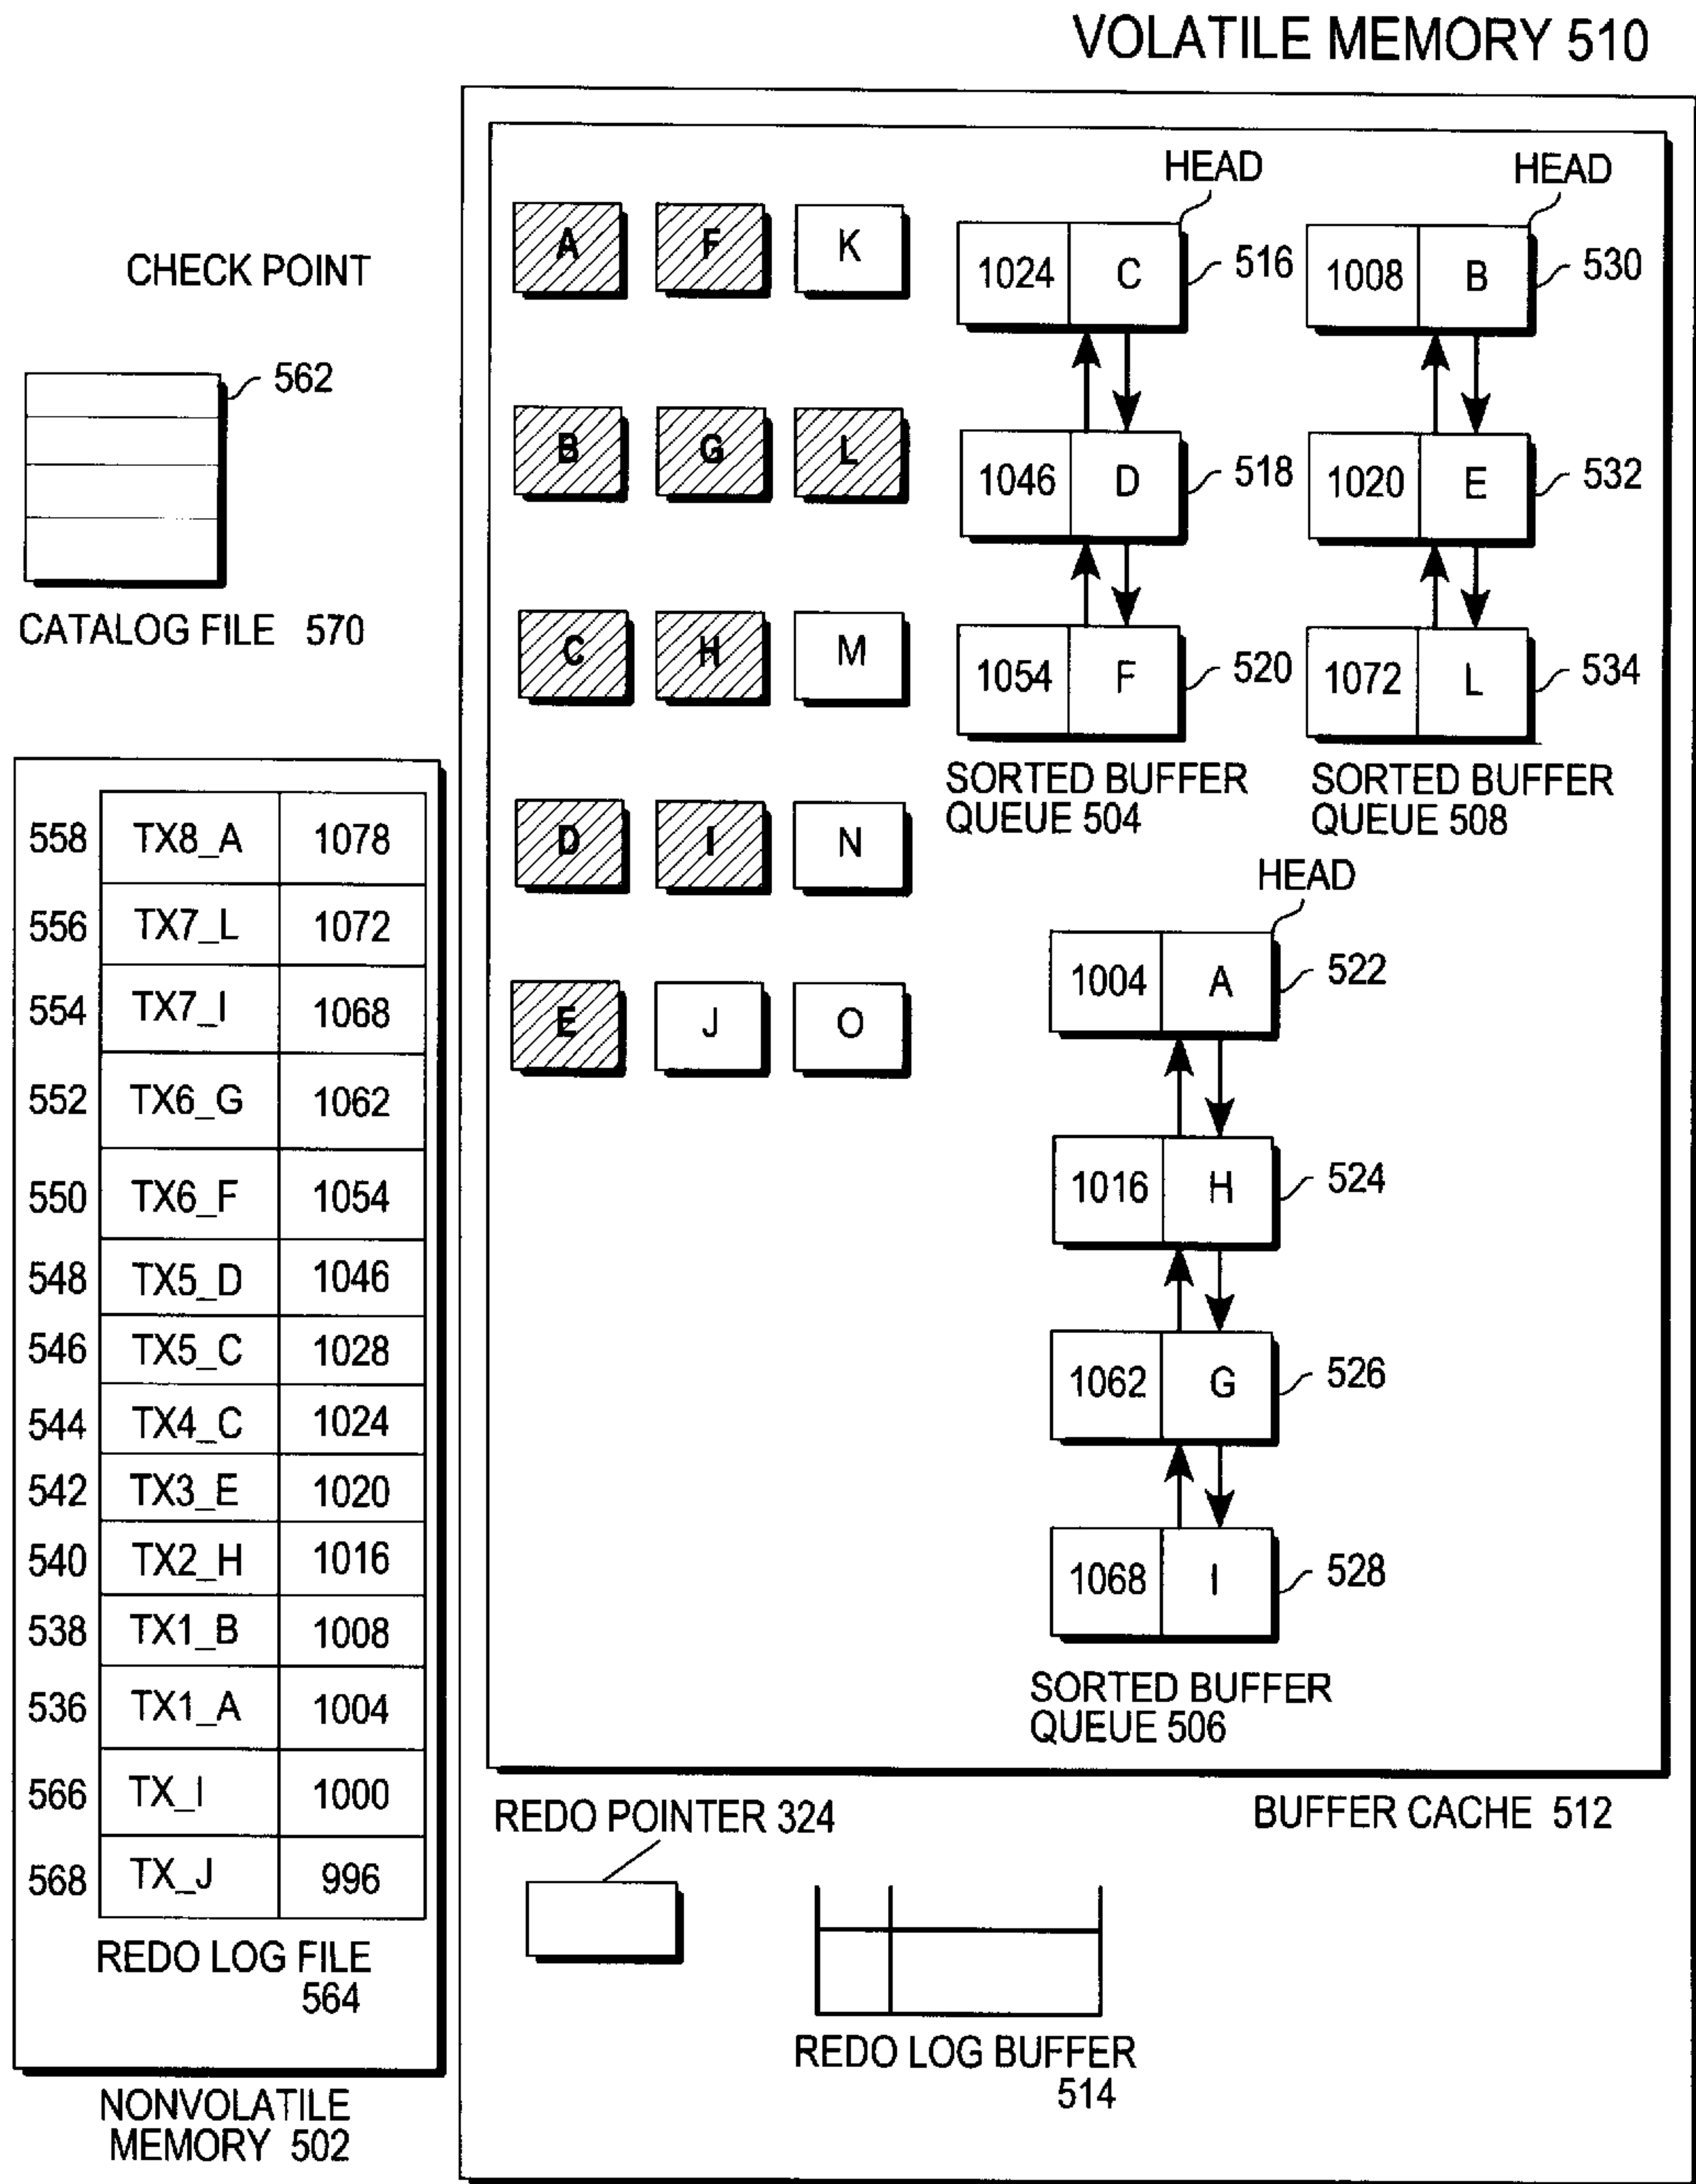 VOLATILE MEMORY 510
CHECK POINT
562
CATALOG FILE 570
558 TX8_A 1078
556 TX7_L 1072
554 TX7_I 1068
552 TX6_G 1062
550 TX6_F 1054
548 TX5_D 1046
546 TX5_C 1028
544 TX4_C 1024
542 TX3_E 1020
540 TX2_H 1016
538 TX1_B 1008
536 TX1_A 1004
566 TX_I 1000
568 TX_J 996
REDO LOG FILE
564
NONVOLATILE
MEMORY 502
A F K
B G L
C H M
D I N
E J O
HEAD
1024 C 516
1046 D 518
1054 F 520
SORTED BUFFER
QUEUE 504
HEAD
1008 B 530
1020 E 532
1072 L 534
SORTED BUFFER
QUEUE 508
HEAD
1004 A 522
1016 H 524
1062 G 526
1068 I 528
SORTED BUFFER
QUEUE 506
BUFFER CACHE 512
REDO POINTER 324
REDO LOG BUFFER
514